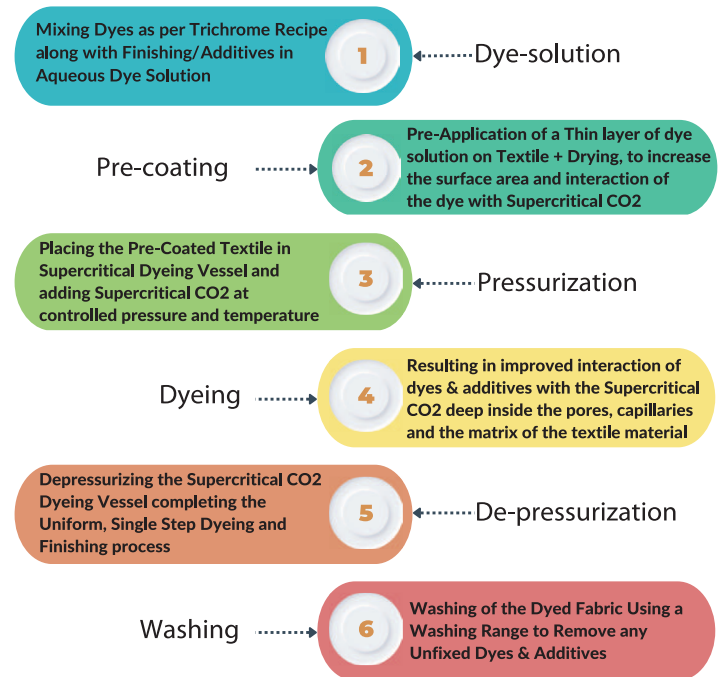 Mixing Dyes as per Trichrome Recipe
along with Finishing/Additives in
Aqueous Dye Solution
1
Dye-solution
Pre-coating
2
Pre-Application of a Thin layer of dye
solution on Textile + Drying, to increase
the surface area and interaction of
the dye with Supercritical CO2
Placing the Pre-Coated Textile in
Supercritical Dyeing Vessel and
adding Supercritical CO2 at
controlled pressure and temperature
3
Pressurization
Dyeing
4
Resulting in improved interaction of
dyes & additives with the Supercritical
CO2 deep inside the pores, capillaries
and the matrix of the textile material
Depressurizing the Supercritical CO2
Dyeing Vessel completing the
Uniform, Single Step Dyeing and
Finishing process
5
De-pressurization
Washing
6
Washing of the Dyed Fabric Using a
Washing Range to Remove any
Unfixed Dyes & Additives